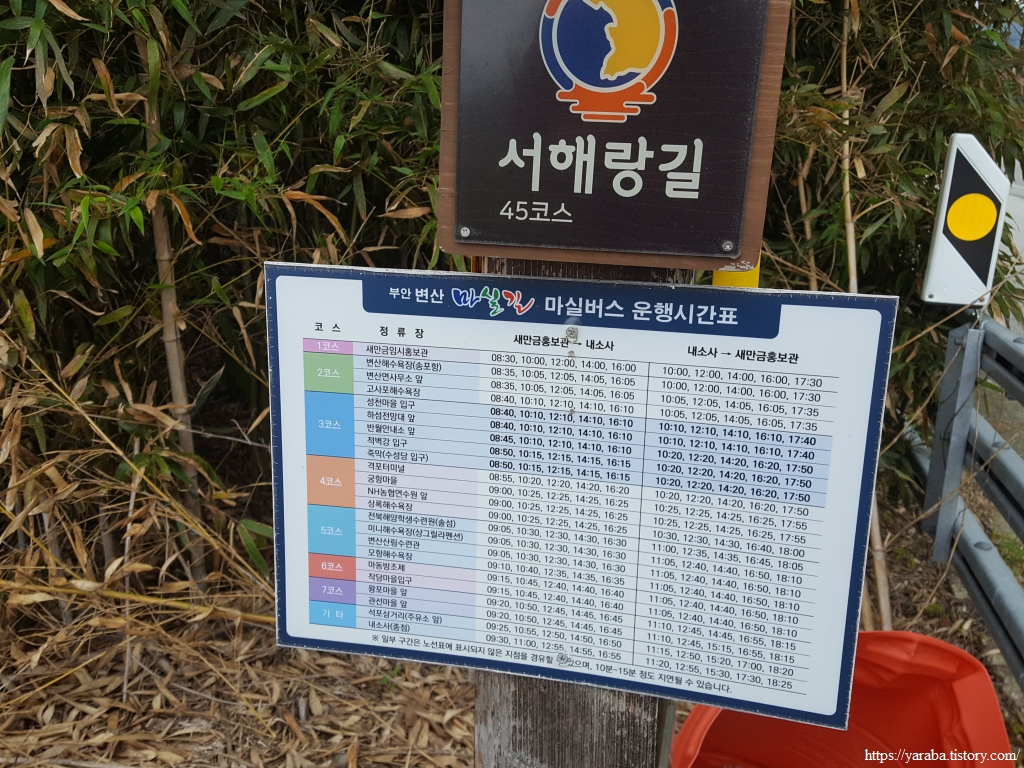 서해랑길
45코스
부안 변산 마실길 마실버스 운행시간표
코 스 정 류 장 새만금홍보관 → 내소사 내소사 → 새만금홍보관
1코스 새만금임시홍보관 08:30, 10:00, 12:00, 14:00, 16:00 10:00, 12:00, 14:00, 16:00, 17:30
2코스 변산해수욕장(송포항) 08:35, 10:05, 12:05, 14:05, 16:05 10:00, 12:00, 14:00, 16:00, 17:30
변산면사무소 앞 08:35, 10:05, 12:05, 14:05, 16:05 10:05, 12:05, 14:05, 16:05, 17:35
고사포해수욕장 08:40, 10:10, 12:10, 14:10, 16:10 10:05, 12:05, 14:05, 16:05, 17:35
3코스 성천마을 입구 08:40, 10:10, 12:10, 14:10, 16:10 10:10, 12:10, 14:10, 16:10, 17:40
하섬전망대 앞 08:40, 10:10, 12:10, 14:10, 16:10 10:10, 12:10, 14:10, 16:10, 17:40
반월안내소 앞 08:45, 10:10, 12:10, 14:10, 16:10 10:20, 12:20, 14:20, 16:20, 17:50
적벽강 입구 08:50, 10:15, 12:15, 14:15, 16:15 10:20, 12:20, 14:20, 16:20, 17:50
죽막(수성당 입구) 08:50, 10:15, 12:15, 14:15, 16:15 10:20, 12:20, 14:20, 16:20, 17:50
4코스 격포터미널 08:55, 10:20, 12:20, 14:20, 16:20 10:20, 12:20, 14:20, 16:20, 17:50
궁항마을 09:00, 10:25, 12:25, 14:25, 16:25 10:25, 12:25, 14:25, 16:25, 17:55
NH농협연수원 앞 09:00, 10:25, 12:25, 14:25, 16:25 10:25, 12:25, 14:25, 16:25, 17:55
상록해수욕장 09:00, 10:25, 12:25, 14:25, 16:25 10:30, 12:30, 14:30, 16:40, 18:00
5코스 전북해양학생수련원(솔섬) 09:05, 10:30, 12:30, 14:30, 16:30 11:00, 12:35, 14:35, 16:45, 18:05
미니해수욕장(샹그릴라펜션) 09:05, 10:30, 12:30, 14:30, 16:30 11:05, 12:40, 14:40, 16:50, 18:10
변산산림수련관 09:05, 10:30, 12:30, 14:30, 16:30 11:05, 12:40, 14:40, 16:50, 18:10
모항해수욕장 09:10, 10:40, 12:35, 14:35, 16:35 11:05, 12:40, 14:40, 16:50, 18:10
6코스 마동방조제 09:15, 10:45, 12:40, 14:40, 16:40 11:05, 12:40, 14:40, 16:50, 18:10
작당마을입구 09:15, 10:45, 12:40, 14:40, 16:40 11:05, 12:40, 14:40, 16:50, 18:10
7코스 왕포마을 앞 09:20, 10:50, 12:45, 14:45, 16:45 11:10, 12:45, 14:45, 16:55, 18:15
관선마을 앞 09:20, 10:50, 12:45, 14:45, 16:45 11:10, 12:45, 15:15, 16:55, 18:15
기 타 석포삼거리(주유소 앞) 09:25, 10:55, 12:50, 14:50, 16:50 11:15, 12:50, 15:20, 17:00, 18:20
내소사(종점) 09:30, 11:00, 12:55, 14:55, 16:55 11:20, 12:55, 15:30, 17:30, 18:25
※ 일부 구간은 노선표에 표시되지 않은 지점을 경유할 있으며, 10분~15분 정도 지연될 수 있습니다.
https://yaraba.tistory.com/